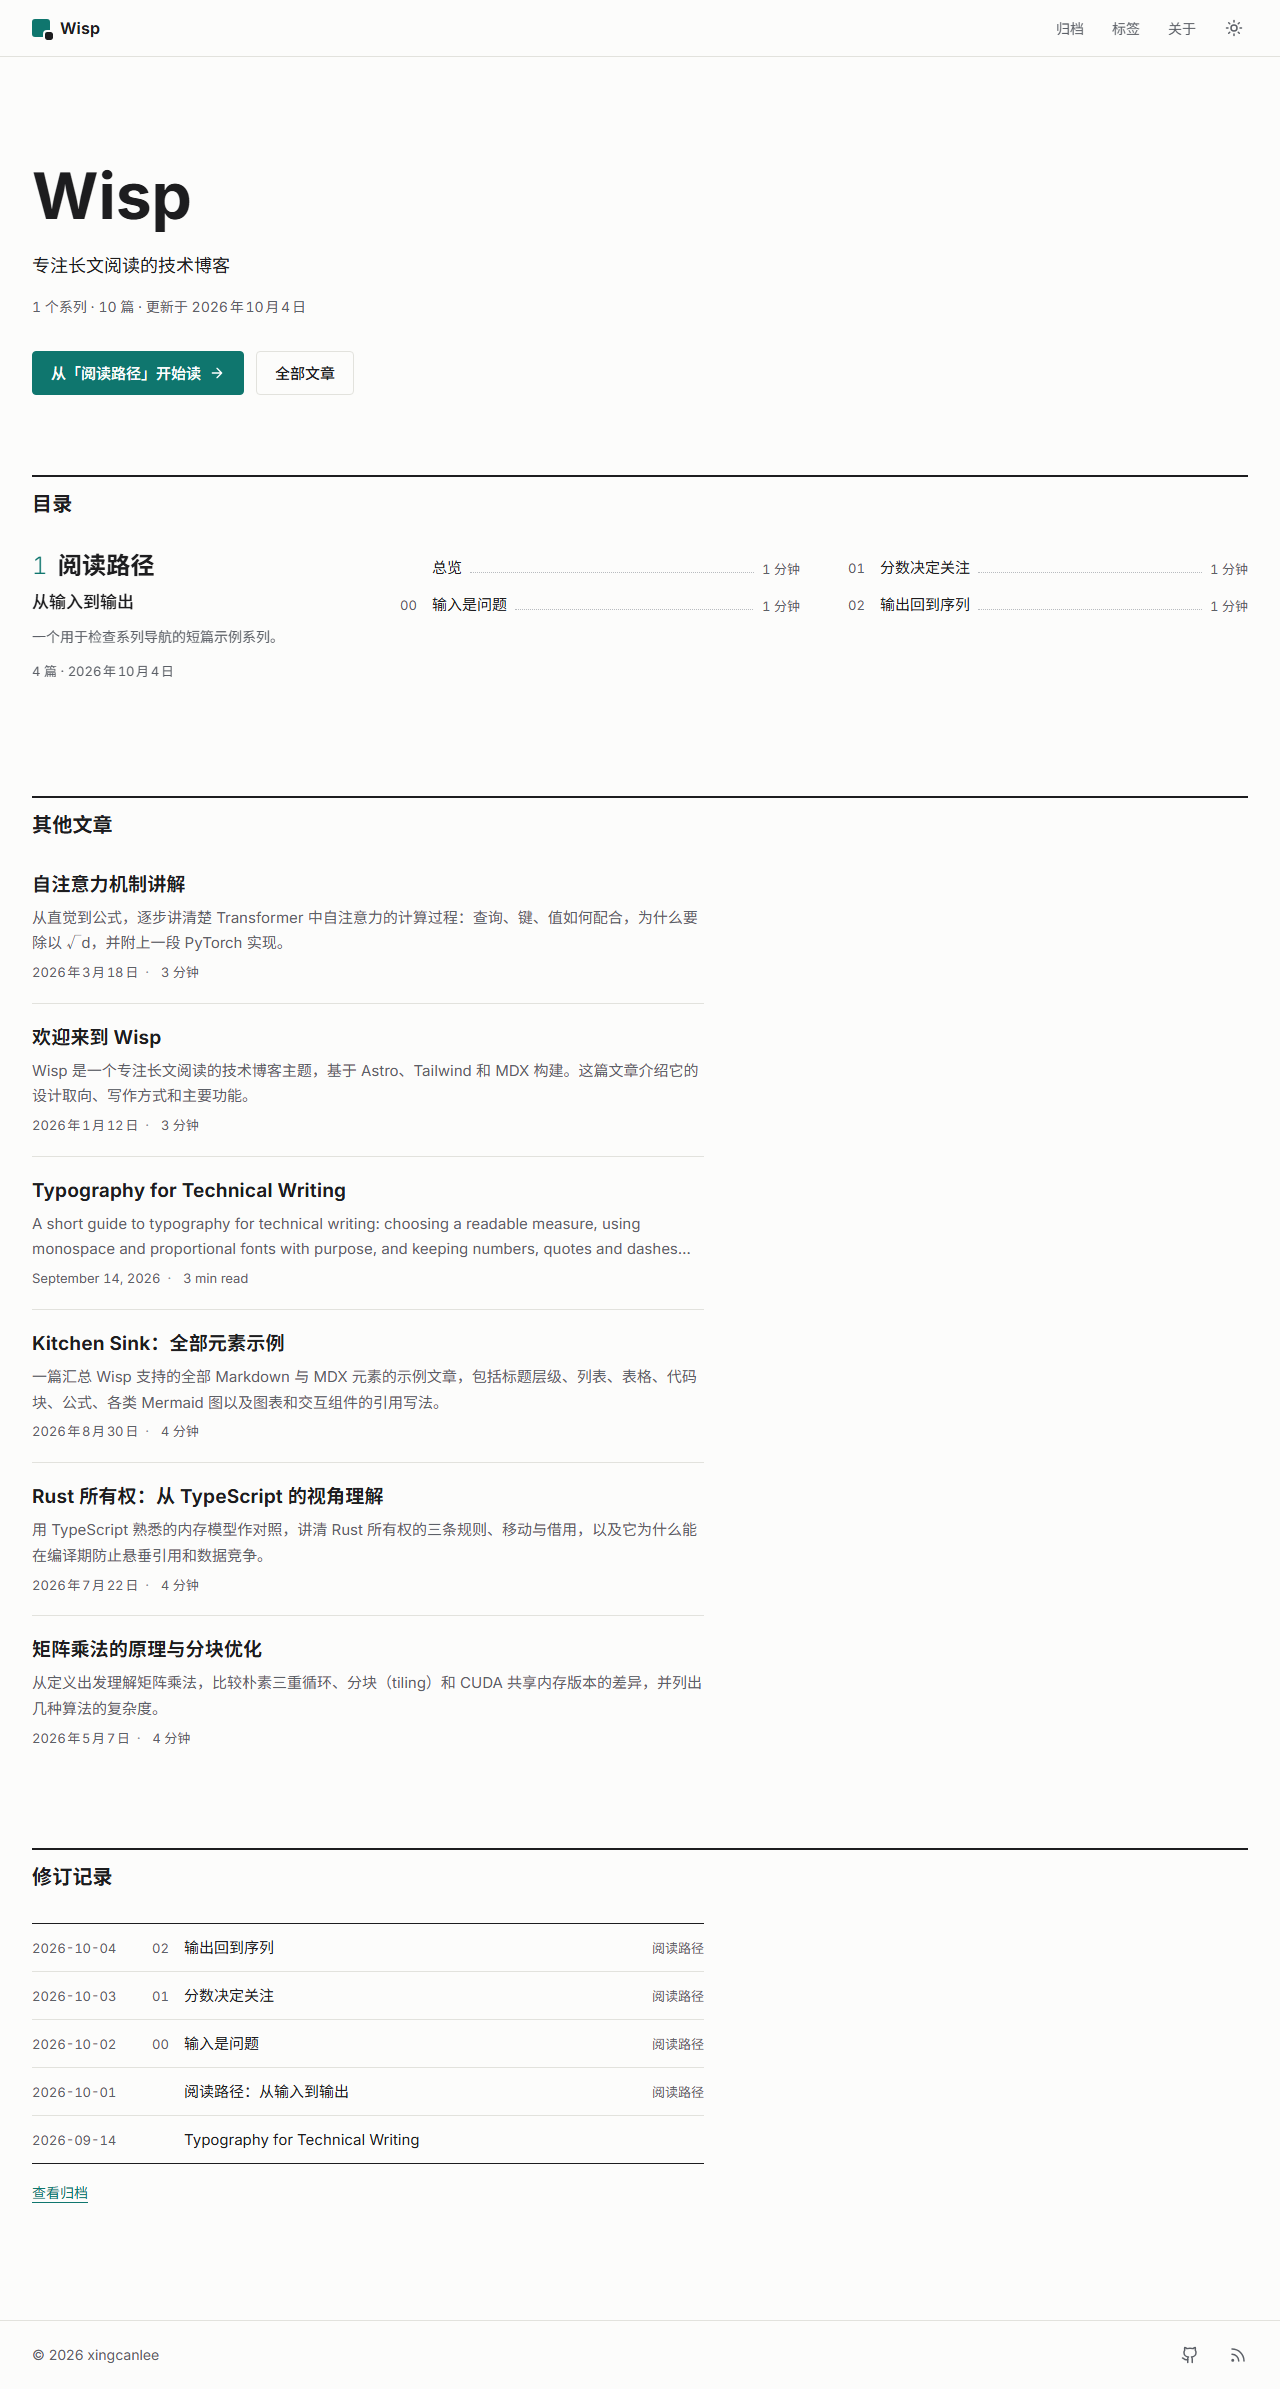 Wisp
归档 标签 关于
Wisp
专注长文阅读的技术博客
1 个系列 · 10 篇 · 更新于 2026年10月4日
从「阅读路径」开始读 →
全部文章
目录
1 阅读路径
从输入到输出
一个用于检查系列导航的短篇示例系列。
4 篇 · 2026年10月4日
总览 1 分钟
00 输入是问题 1 分钟
01 分数决定关注 1 分钟
02 输出回到序列 1 分钟
其他文章
自注意力机制讲解
从直觉到公式，逐步讲清楚 Transformer 中自注意力的计算过程：查询、键、值如何配合，为什么要
除以 √d，并附上一段 PyTorch 实现。
2026年3月18日 · 3 分钟
欢迎来到 Wisp
Wisp 是一个专注长文阅读的技术博客主题，基于 Astro、Tailwind 和 MDX 构建。这篇文章介绍它的
设计取向、写作方式和主要功能。
2026年1月12日 · 3 分钟
Typography for Technical Writing
A short guide to typography for technical writing: choosing a readable measure, using
monospace and proportional fonts with purpose, and keeping numbers, quotes and dashes...
September 14, 2026 · 3 min read
Kitchen Sink：全部元素示例
一篇汇总 Wisp 支持的全部 Markdown 与 MDX 元素的示例文章，包括标题层级、列表、表格、代码
块、公式、各类 Mermaid 图以及图表和交互组件的引用写法。
2026年8月30日 · 4 分钟
Rust 所有权：从 TypeScript 的视角理解
用 TypeScript 熟悉的内存模型作对照，讲清 Rust 所有权的三条规则、移动与借用，以及它为什么能
在编译期防止悬垂引用和数据竞争。
2026年7月22日 · 4 分钟
矩阵乘法的原理与分块优化
从定义出发理解矩阵乘法，比较朴素三重循环、分块（tiling）和 CUDA 共享内存版本的差异，并列出
几种算法的复杂度。
2026年5月7日 · 4 分钟
修订记录
2026-10-04 02 输出回到序列 阅读路径
2026-10-03 01 分数决定关注 阅读路径
2026-10-02 00 输入是问题 阅读路径
2026-10-01 阅读路径：从输入到输出 阅读路径
2026-09-14 Typography for Technical Writing
查看归档
© 2026 xingcanlee